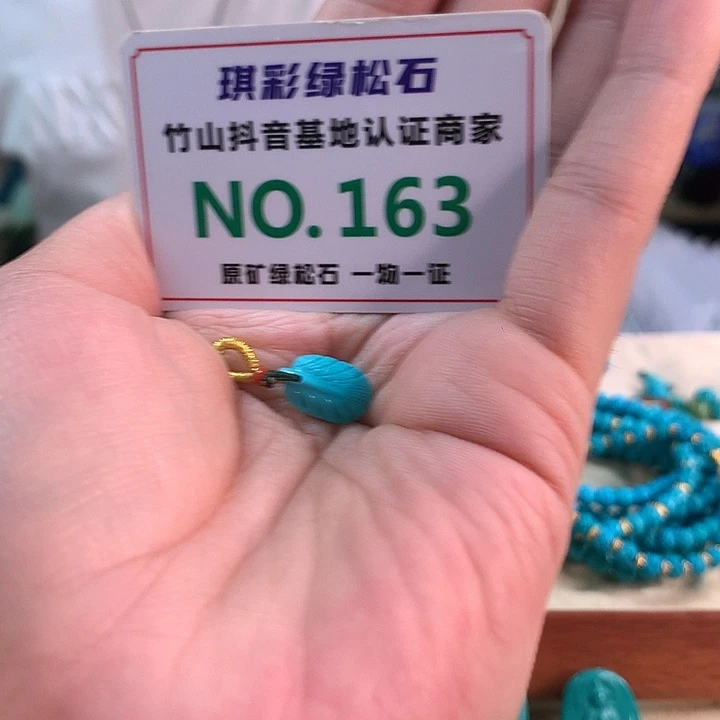 琪彩绿松石
竹山抖音基地认证商家
NO.163
原矿绿松石 一物一证